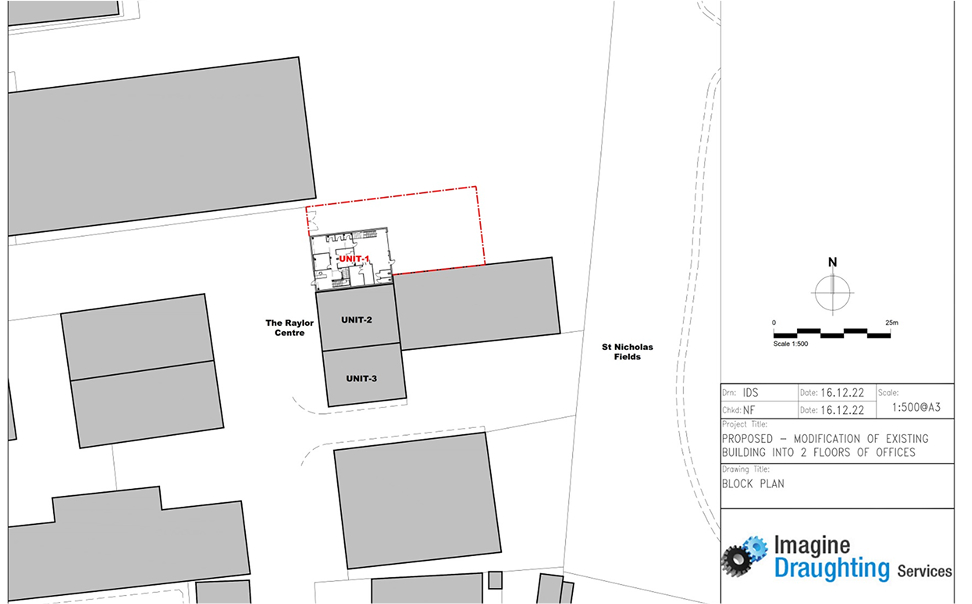 UNIT-1
UNIT-2
UNIT-3
The Raylor
Centre
St Nicholas
Fields
N
0 25m
Scale 1:500
Drn: IDS Date: 16.12.22 Scale:
1:500@A3
Chkd: NF Date: 16.12.22
Project Title:
PROPOSED – MODIFICATION OF EXISTING
BUILDING INTO 2 FLOORS OF OFFICES
Drawing Title:
BLOCK PLAN
Imagine
Draughting Services